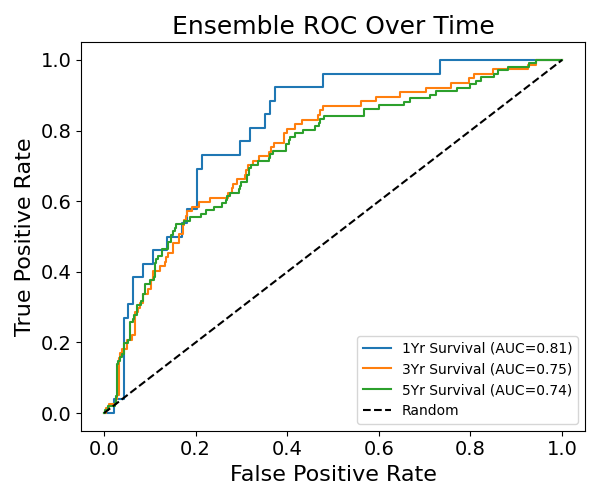 Ensemble ROC Over Time
True Positive Rate
1.0
0.8
0.6
0.4
0.2
0.0
1Yr Survival (AUC=0.81)
3Yr Survival (AUC=0.75)
5Yr Survival (AUC=0.74)
Random
0.0 0.2 0.4 0.6 0.8 1.0
False Positive Rate